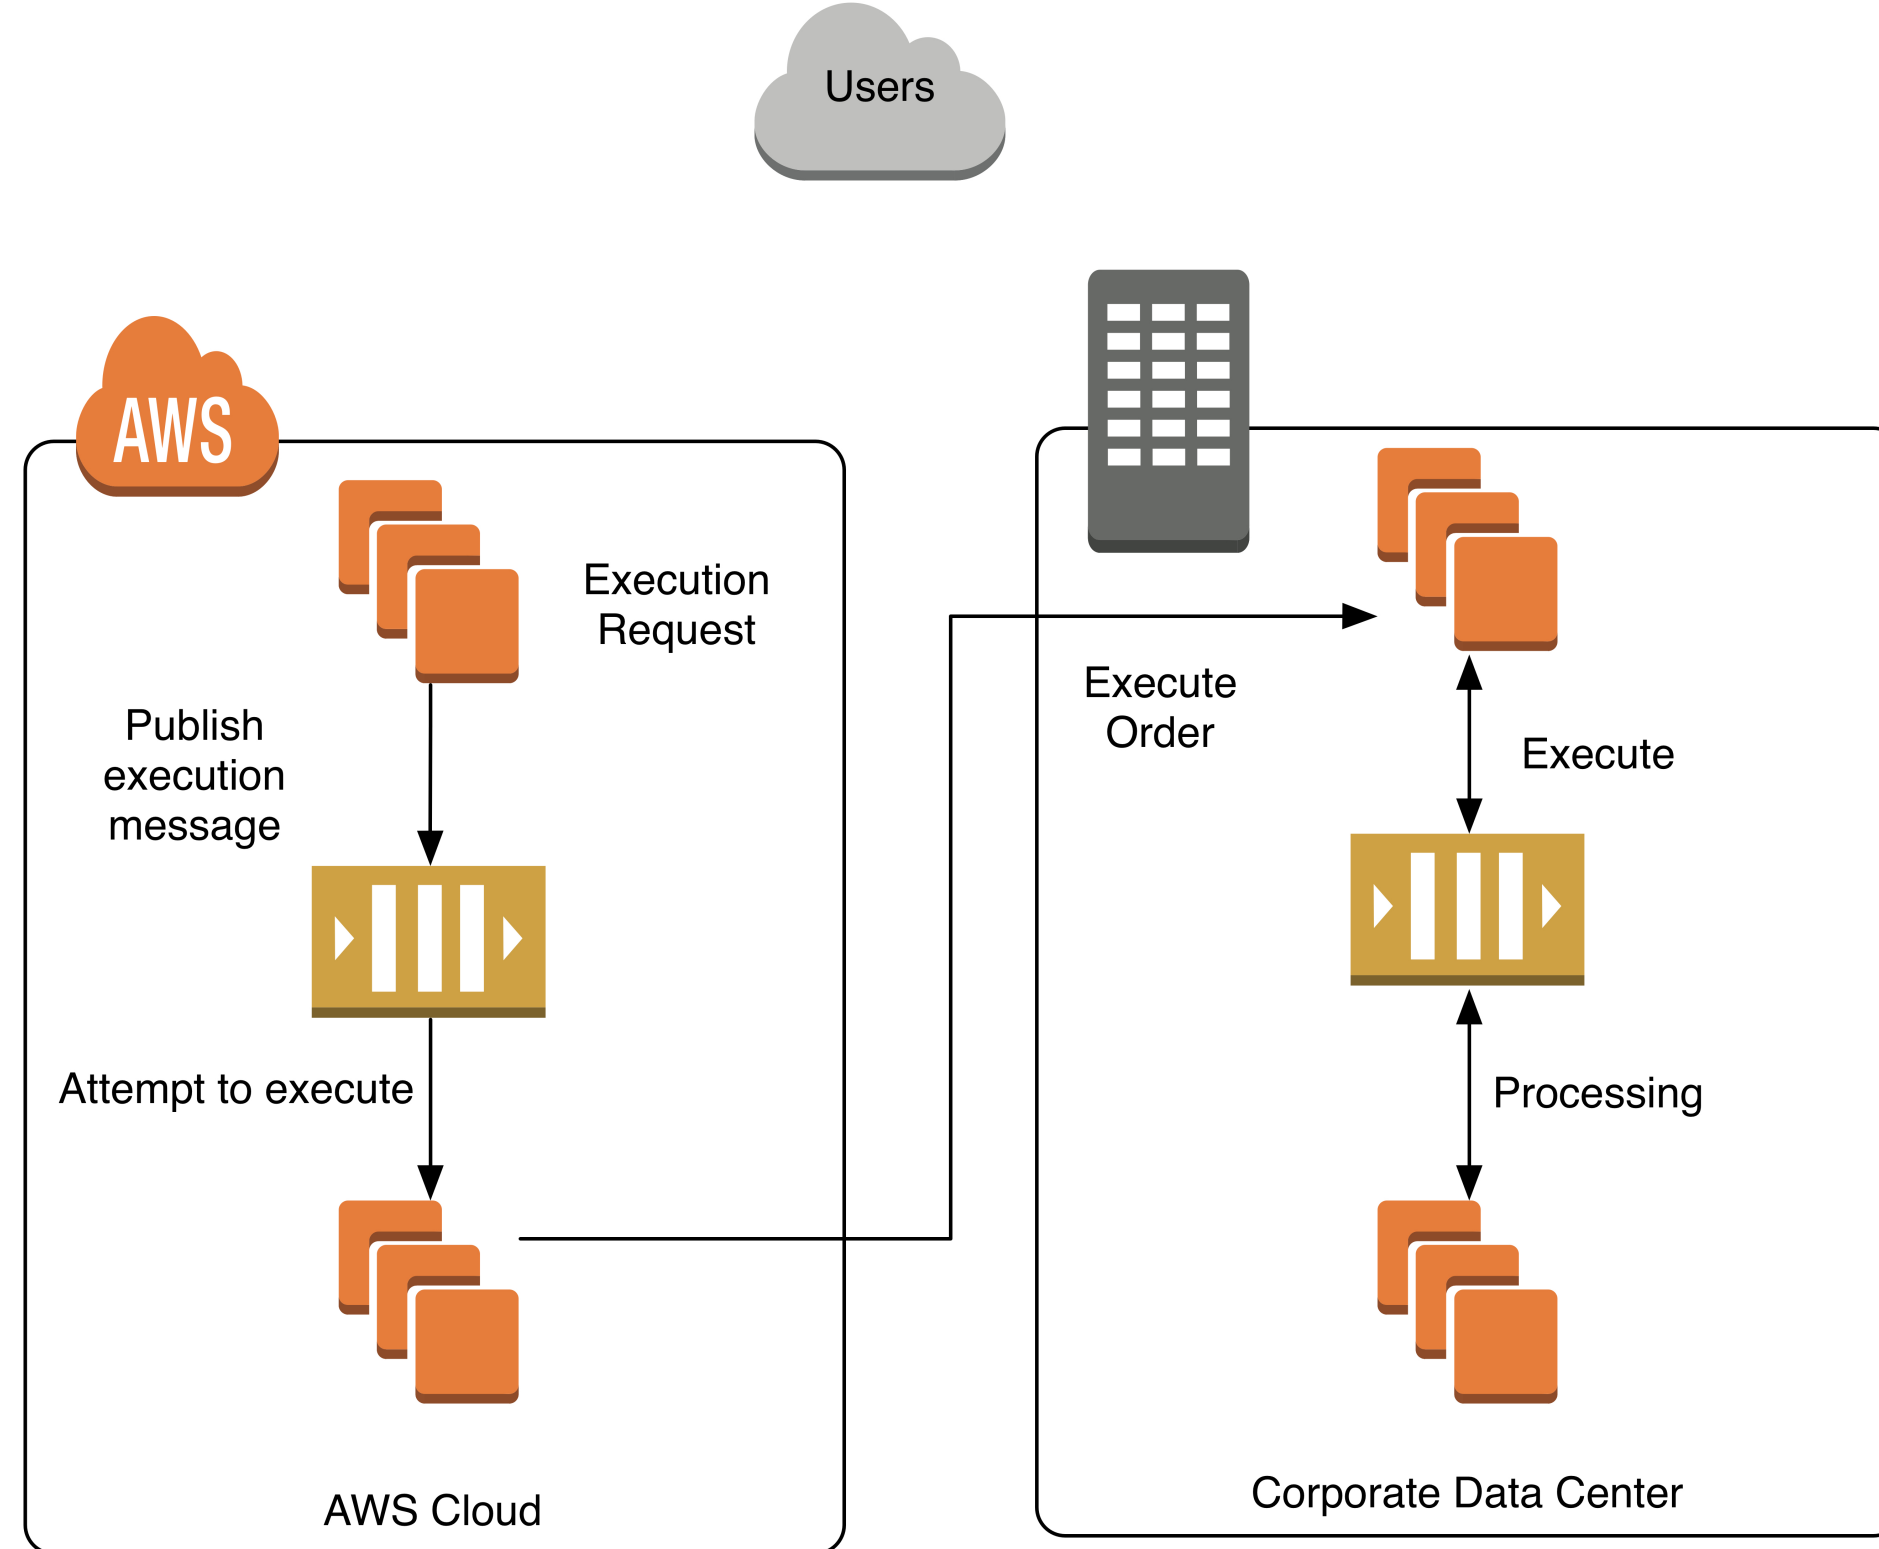 Users
AWS
Execution
Request
Publish
execution
message
Attempt to execute
AWS Cloud
Execute
Order
Execute
Processing
Corporate Data Center